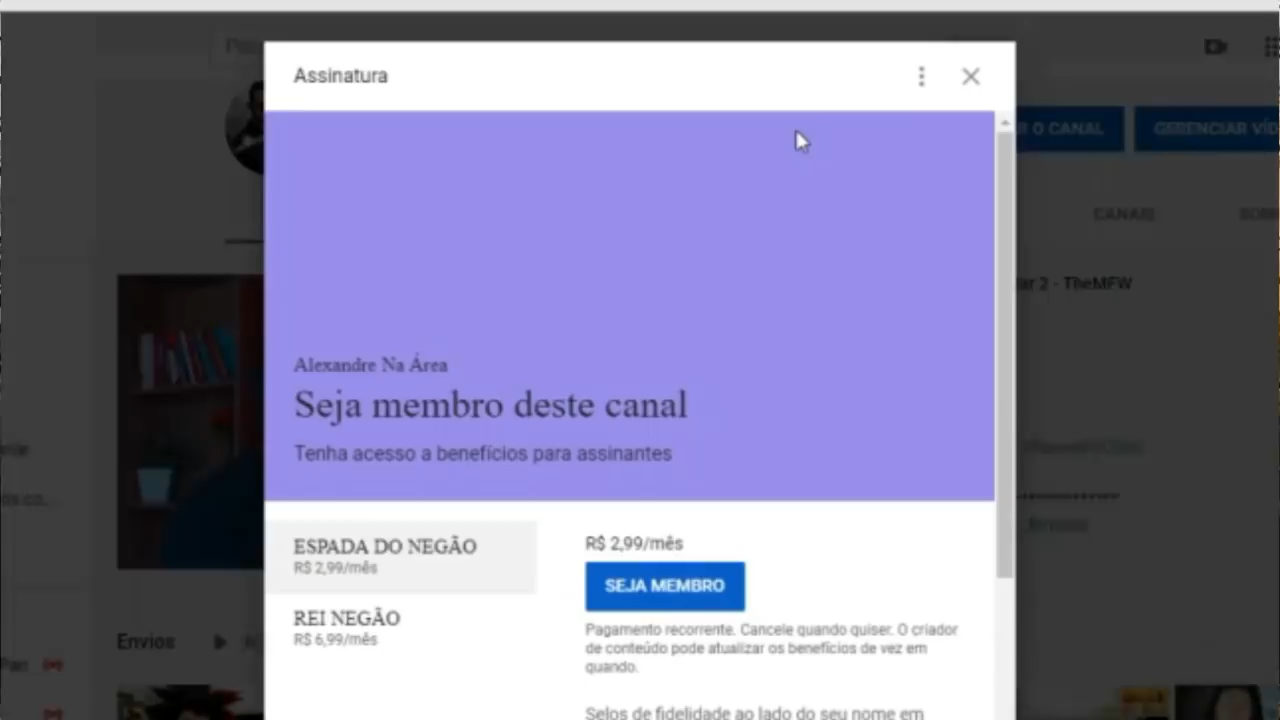 Assinatura
O CANAL
GERENCIAR VÍD
CANAIS
ar 2 - TheMFW
Alexandre Na Área
Seja membro deste canal
Tenha acesso a benefícios para assinantes
ESPADA DO NEGÃO
R$ 2,99/mês
REI NEGÃO
R$ 6,99/mês
R$ 2,99/mês
SEJA MEMBRO
Pagamento recorrente. Cancele quando quiser. O criador
de conteúdo pode atualizar os benefícios de vez em
quando.
Selos de fidelidade ao lado do seu nome em
Envios